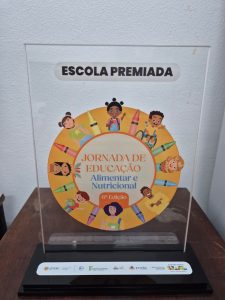 ESCOLA PREMIADA
JORNADA DE
EDUCAÇÃO
Alimentar e
Nutricional
6ª Edição